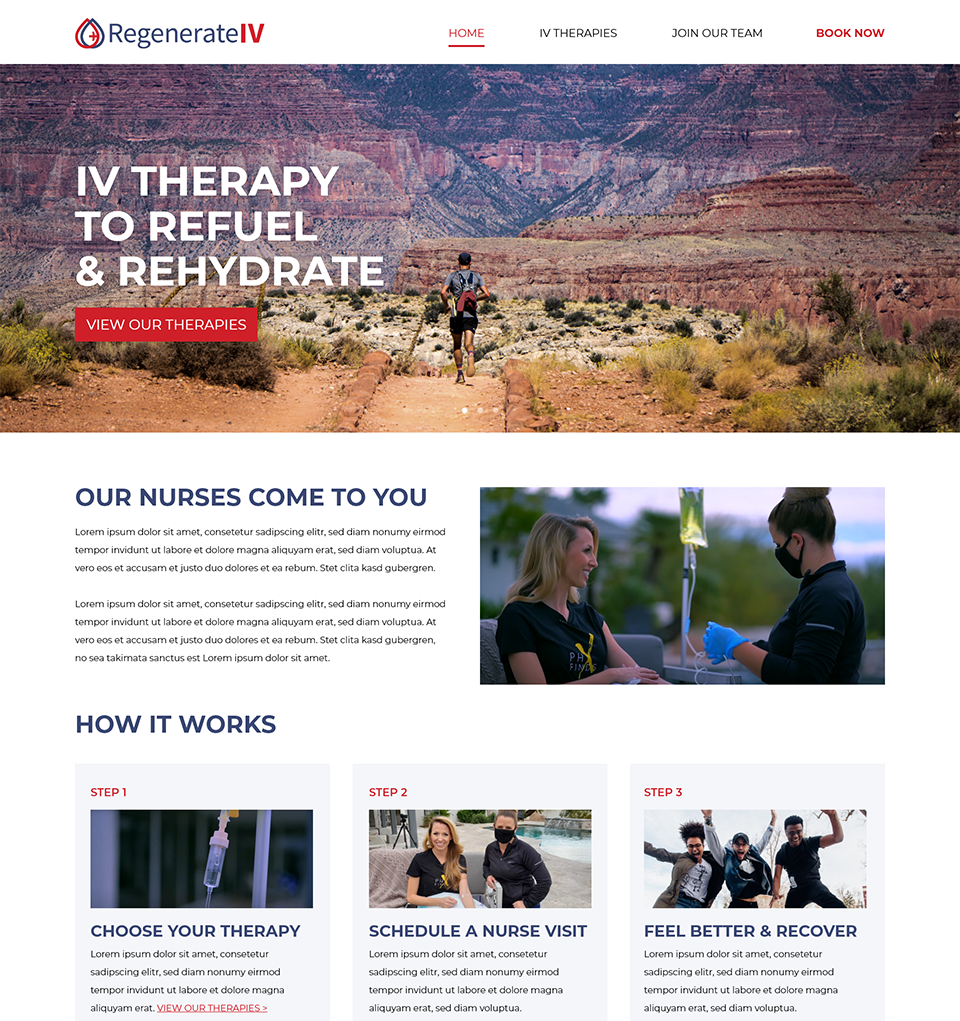 RegenerateIV
HOME
IV THERAPIES
JOIN OUR TEAM
BOOK NOW
IV THERAPY
TO REFUEL
& REHYDRATE
VIEW OUR THERAPIES
OUR NURSES COME TO YOU
Lorem ipsum dolor sit amet, consetetur sadipscing elitr, sed diam nonumy eirmod
tempor invidunt ut labore et dolore magna aliquyam erat, sed diam voluptua. At
vero eos et accusam et justo duo dolores et ea rebum. Stet clita kasd gubergren.
Lorem ipsum dolor sit amet, consetetur sadipscing elitr, sed diam nonumy eirmod
tempor invidunt ut labore et dolore magna aliquyam erat, sed diam voluptua. At
vero eos et accusam et justo duo dolores et ea rebum. Stet clita kasd gubergren,
no sea takimata sanctus est Lorem ipsum dolor sit amet.
HOW IT WORKS
STEP 1
CHOOSE YOUR THERAPY
Lorem ipsum dolor sit amet, consetetur
sadipscing elitr, sed diam nonumy eirmod
tempor invidunt ut labore et dolore magna
aliquyam erat. VIEW OUR THERAPIES >
STEP 2
SCHEDULE A NURSE VISIT
Lorem ipsum dolor sit amet, consetetur
sadipscing elitr, sed diam nonumy eirmod
tempor invidunt ut labore et dolore magna
aliquyam erat, sed diam voluptua.
STEP 3
FEEL BETTER & RECOVER
Lorem ipsum dolor sit amet, consetetur
sadipscing elitr, sed diam nonumy eirmod
tempor invidunt ut labore et dolore magna
aliquyam erat, sed diam voluptua.